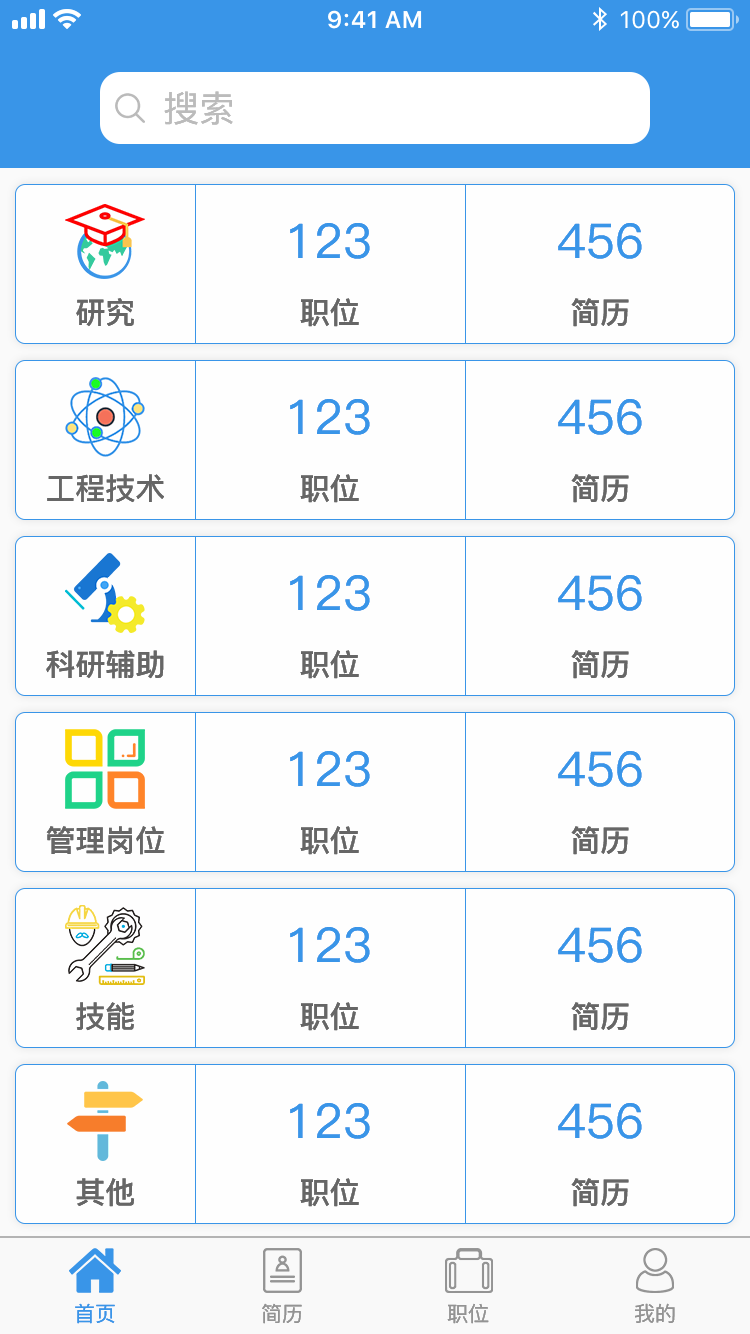 9:41 AM 100%
搜索
123 456
研究 职位 简历
123 456
工程技术 职位 简历
123 456
科研辅助 职位 简历
123 456
管理岗位 职位 简历
123 456
技能 职位 简历
123 456
其他 职位 简历
首页 简历 职位 我的